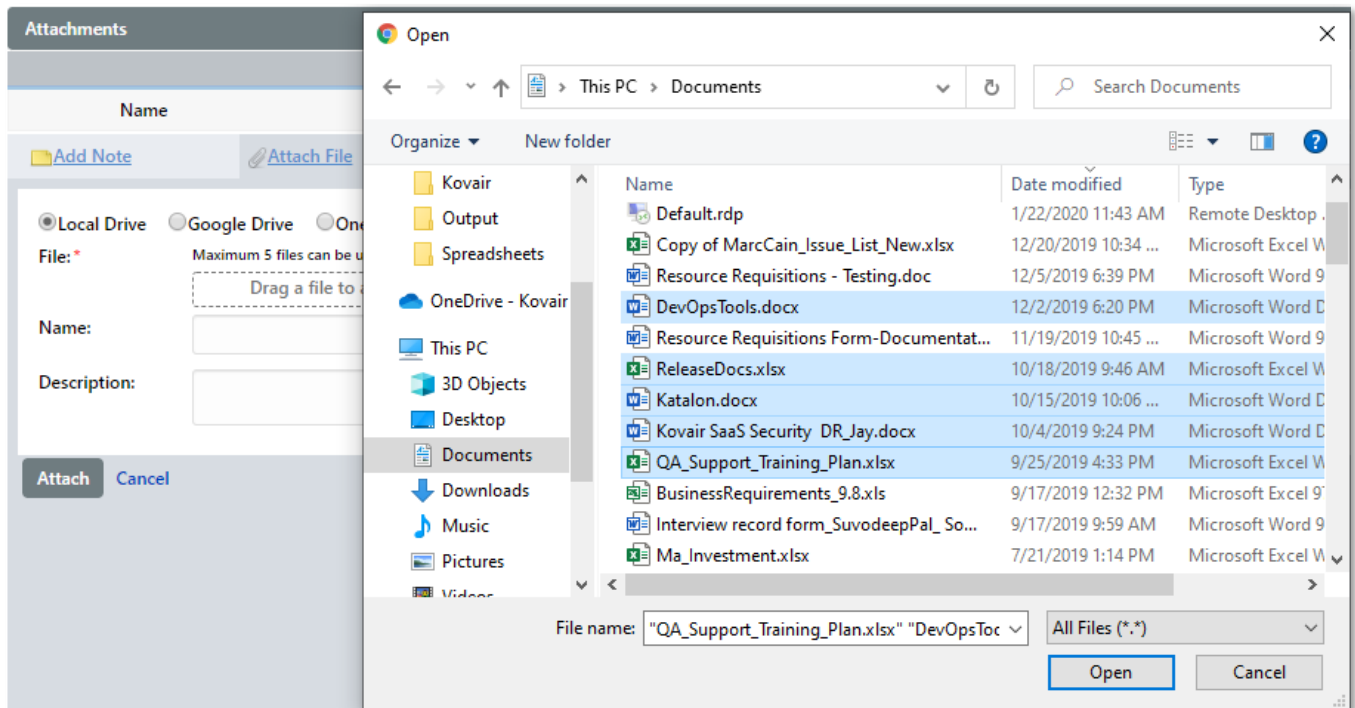 Attachments
Name
Add Note
Attach File
Local Drive
Google Drive
File:*
Maximum 5 files can be
Drag a file to
Name:
Description:
Attach
Cancel
Open
This PC > Documents
Search Documents
Organize
New folder
Kovair
Output
Spreadsheets
OneDrive - Kovair
This PC
3D Objects
Desktop
Documents
Downloads
Music
Pictures
Videos
Name Date modified Type
Default.rdp 1/22/2020 11:43 AM Remote Desktop
Copy of MarcCain_Issue_List_New.xlsx 12/20/2019 10:34 ... Microsoft Excel
Resource Requisitions - Testing.doc 12/5/2019 6:39 PM Microsoft Word 9
DevOpsTools.docx 12/2/2019 6:20 PM Microsoft Word D
Resource Requisitions Form-Documentat... 11/19/2019 10:45 ... Microsoft Word 9
ReleaseDocs.xlsx 10/18/2019 9:46 AM Microsoft Excel
Katalon.docx 10/15/2019 10:06 ... Microsoft Word D
Kovair SaaS Security DR_Jay.docx 10/4/2019 9:24 PM Microsoft Word D
QA_Support_Training_Plan.xlsx 9/25/2019 4:33 PM Microsoft Excel
BusinessRequirements_9.8.xls 9/17/2019 12:32 PM Microsoft Excel 9
Interview record form_SuvodeepPal_ So... 9/17/2019 9:59 AM Microsoft Word 9
Ma_Investment.xlsx 7/21/2019 1:14 PM Microsoft Excel
File name: "QA_Support_Training_Plan.xlsx" "DevOpsToo
All Files (*.*)
Open
Cancel